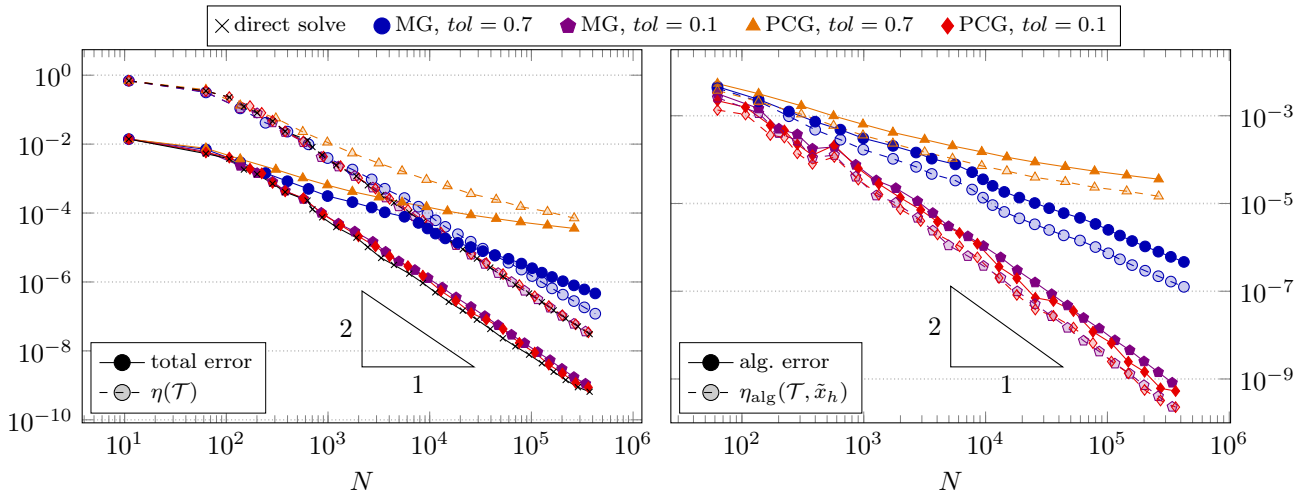 direct solve MG, tol = 0.7 MG, tol = 0.1 PCG, tol = 0.7 PCG, tol = 0.1
10^0
10^−2
10^−4
10^−6
10^−8
10^−10
10^1 10^2 10^3 10^4 10^5 10^6
N
2
1
total error
η(𝒯)
10^−3
10^−5
10^−7
10^−9
10^2 10^3 10^4 10^5 10^6
N
2
1
alg. error
η_alg(𝒯, x̃_h)